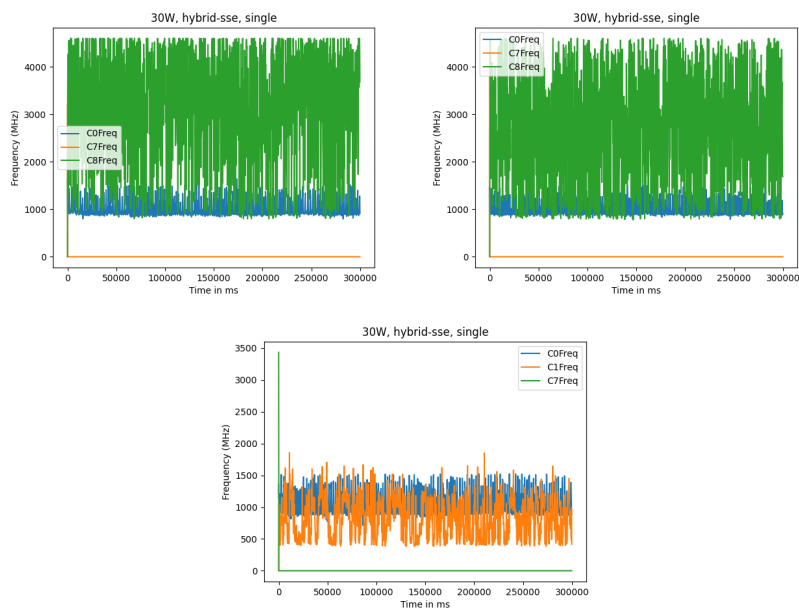 30W, hybrid-sse, single
4000
3000
2000
1000
0
Frequency (MHz)
C0Freq
C7Freq
C8Freq
0
50000
100000
150000
200000
250000
300000
Time in ms
30W, hybrid-sse, single
4000
3000
2000
1000
0
Frequency (MHz)
C0Freq
C7Freq
C8Freq
0
50000
100000
150000
200000
250000
300000
Time in ms
30W, hybrid-sse, single
3500
3000
2500
2000
1500
1000
500
0
Frequency (MHz)
C0Freq
C1Freq
C7Freq
0
50000
100000
150000
200000
250000
300000
Time in ms